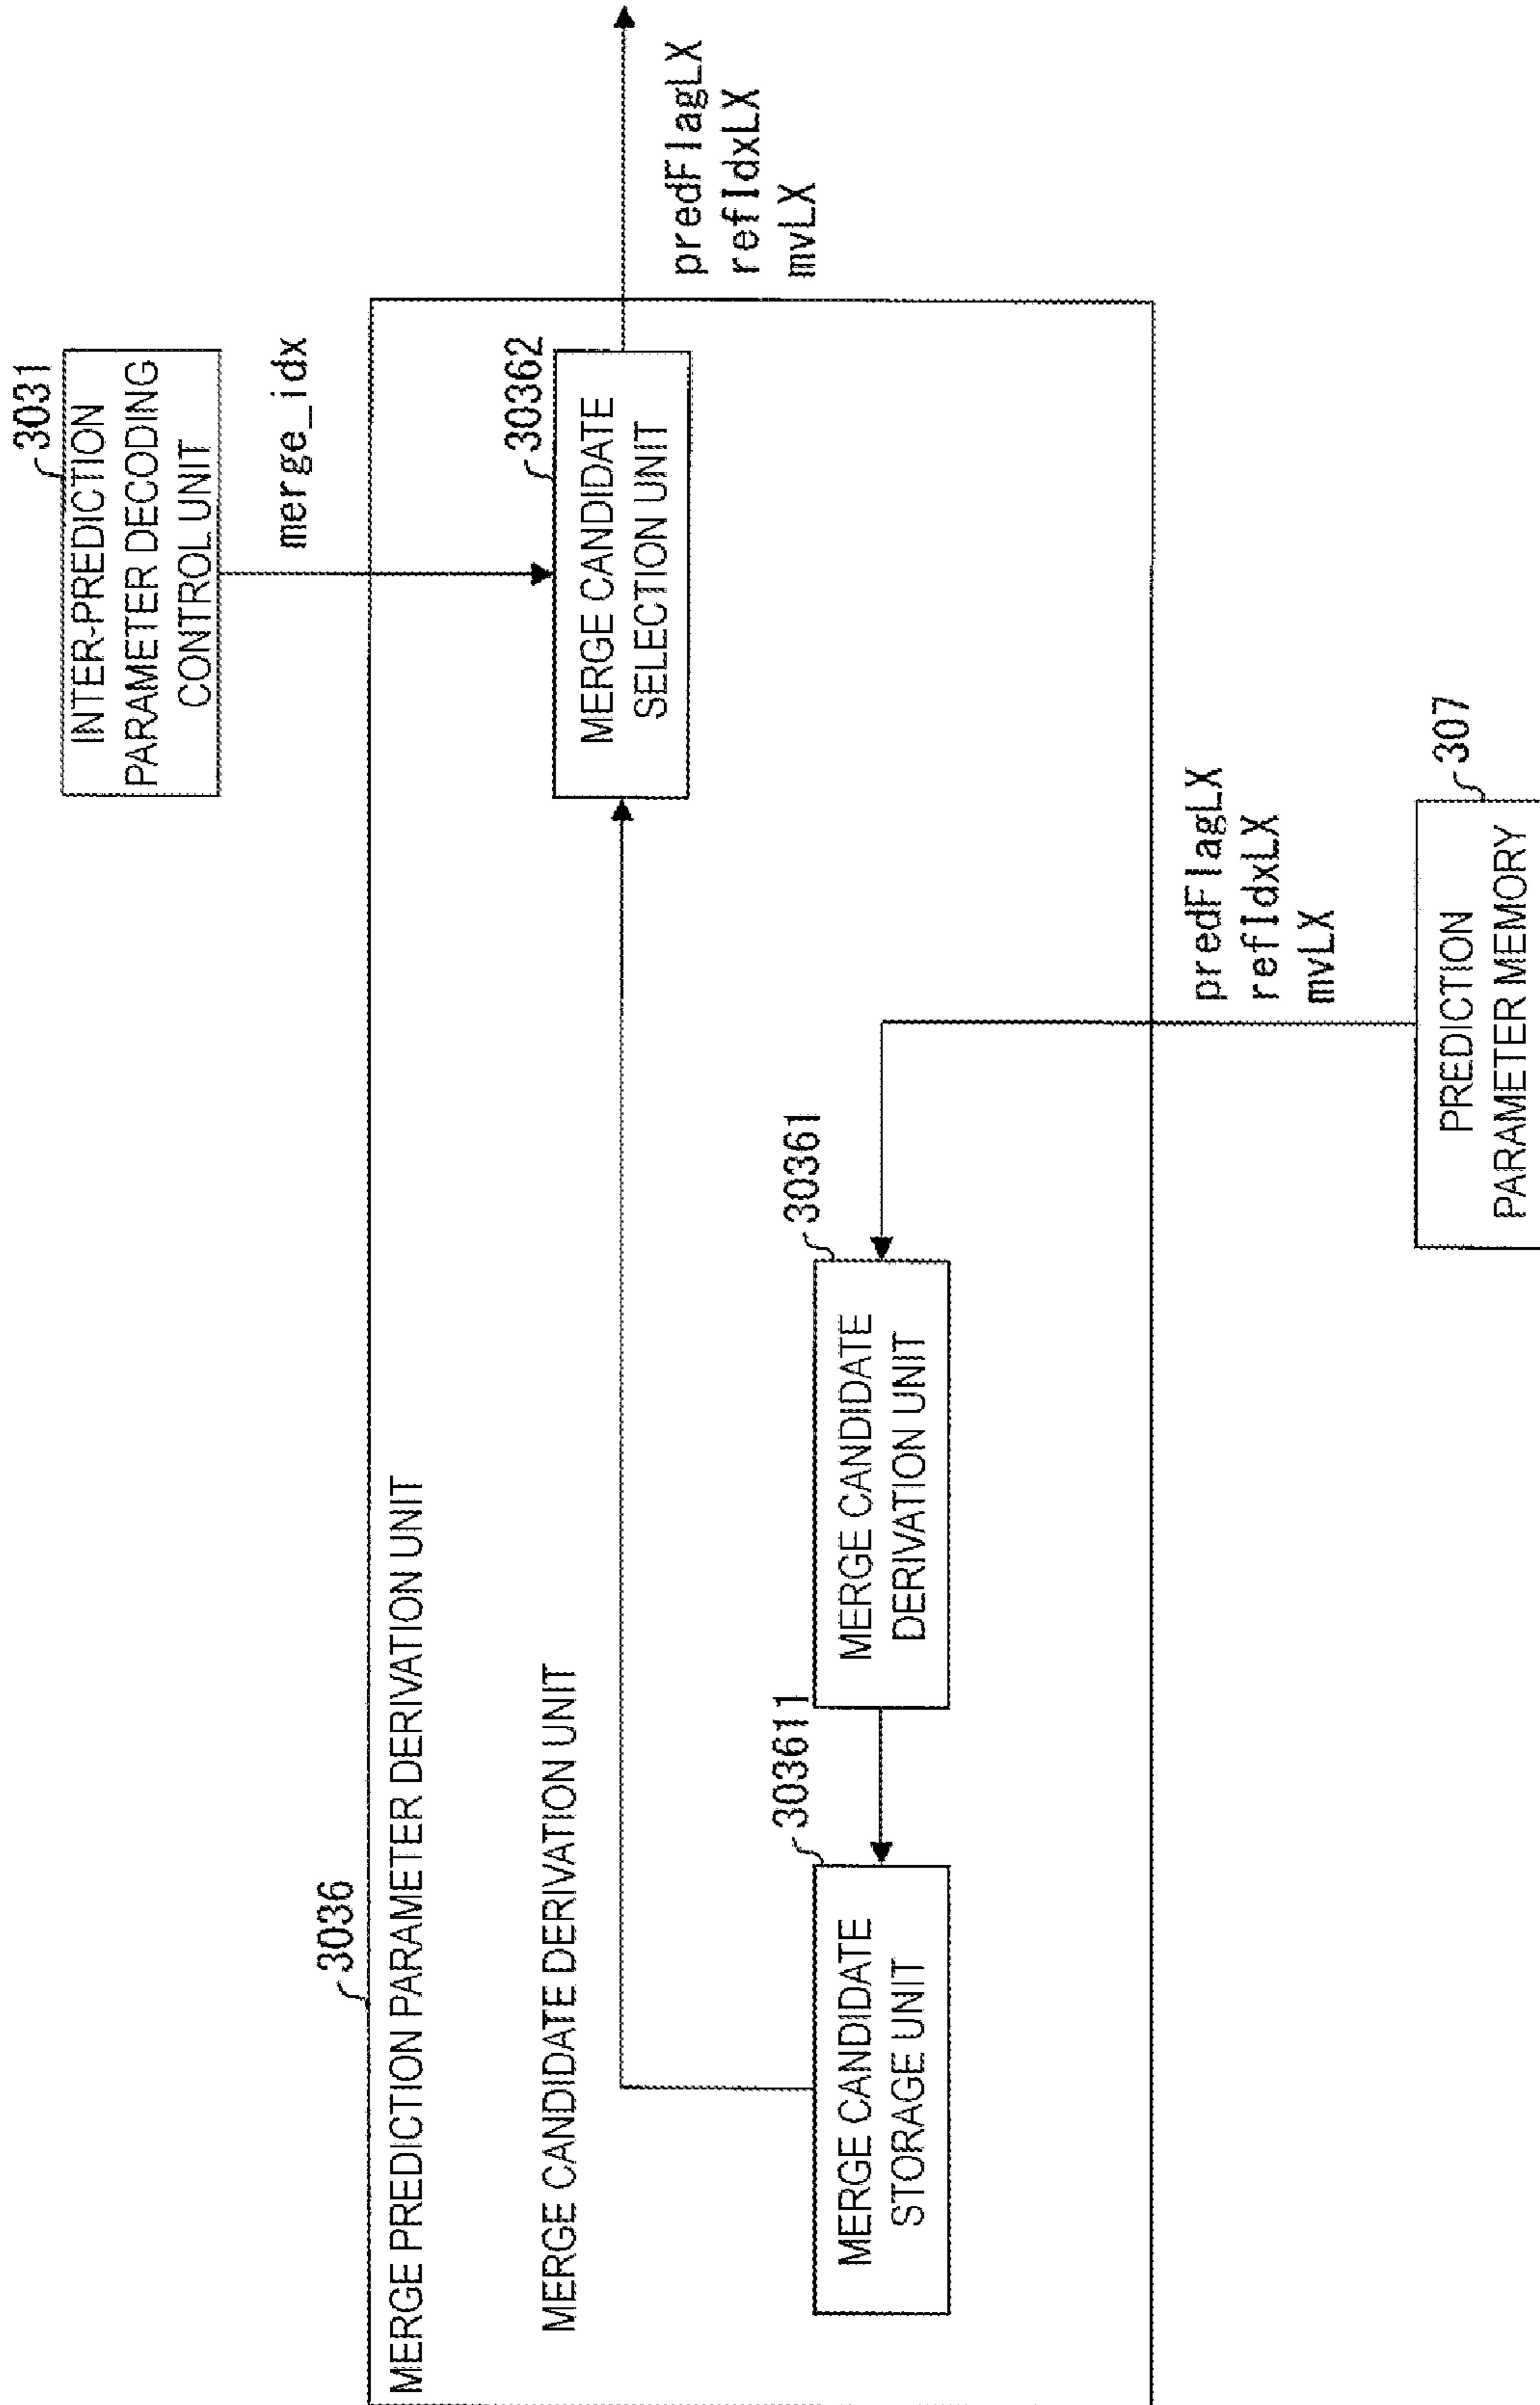 3036
MERGE PREDICTION PARAMETER DERIVATION UNIT
3031
INTER-PREDICTION
PARAMETER DECODING
CONTROL UNIT
merge_idx
MERGE CANDIDATE DERIVATION UNIT
30362
MERGE CANDIDATE
SELECTION UNIT
predFlagLX
refIdxLX
mvLX
303611
MERGE CANDIDATE
STORAGE UNIT
30361
MERGE CANDIDATE
DERIVATION UNIT
predFlagLX
refIdxLX
mvLX
307
PREDICTION
PARAMETER MEMORY